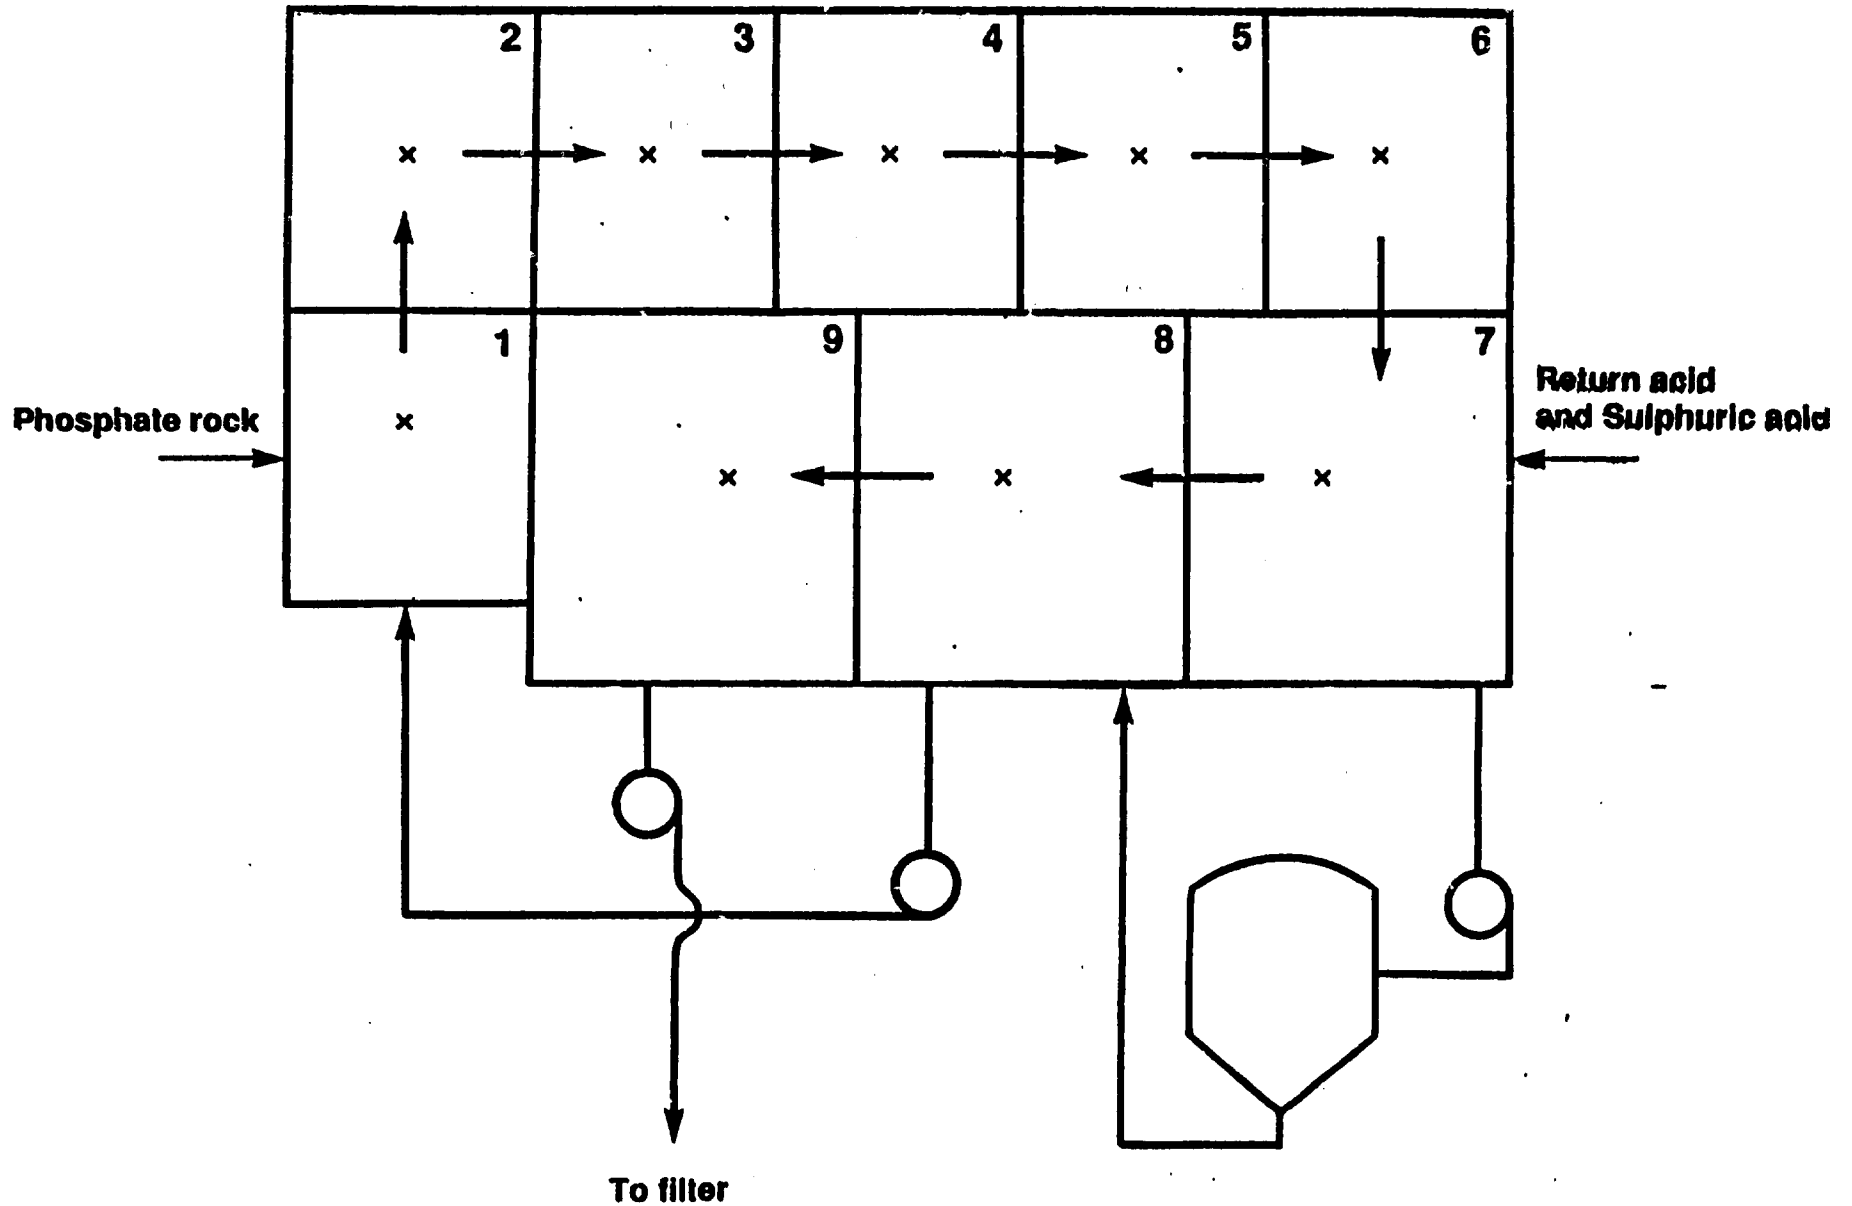 2 3 4 5 6
1 9 8 7
Phosphate rock
Return acid
and Sulphuric acid
To filter